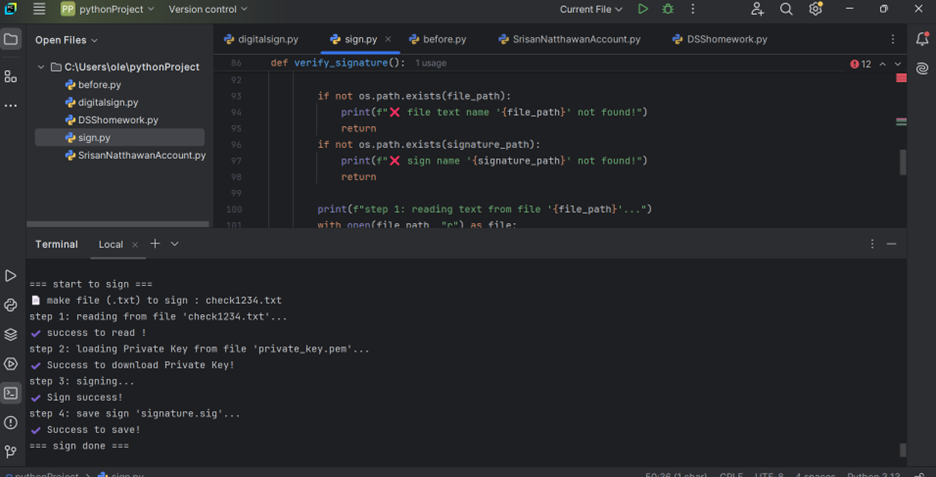 PP pythonProject Version control Current File
Open Files
digitalsign.py sign.py before.py SrisanNatthawanAccount.py DSShomework.py
C:\Users\ole\pythonProject
before.py
digitalsign.py
DSShomework.py
sign.py
SrisanNatthawanAccount.py
86 def verify_signature(): 1 usage
12
92
93 if not os.path.exists(file_path):
94 print(f"❌ file text name '{file_path}' not found!")
95 return
96 if not os.path.exists(signature_path):
97 print(f"❌ sign name '{signature_path}' not found!")
98 return
99
100 print(f"step 1: reading text from file '{file_path}'...")
101 with open(file_path, "r") as file:
Terminal Local
=== start to sign ===
📄 make file (.txt) to sign : check1234.txt
step 1: reading from file 'check1234.txt'...
✔ success to read !
step 2: loading Private Key from file 'private_key.pem'...
✔ Success to download Private Key!
step 3: signing...
✔ Sign success!
step 4: save sign 'signature.sig'...
✔ Success to save!
=== sign done ===
pythonProject sign.py 50:36 (1 char) CRLF UTF-8 4 spaces Python 3.13